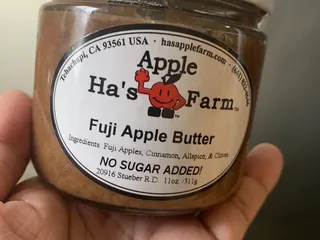 Tehachapi, CA 93561 USA • hasapplefarm.com •
Apple
Ha's Farm
Fuji Apple Butter
Ingredients: Fuji Apples, Cinnamon, Allspice, & Cloves
NO SUGAR ADDED!
20916 Stueber R.D. 11oz /311g